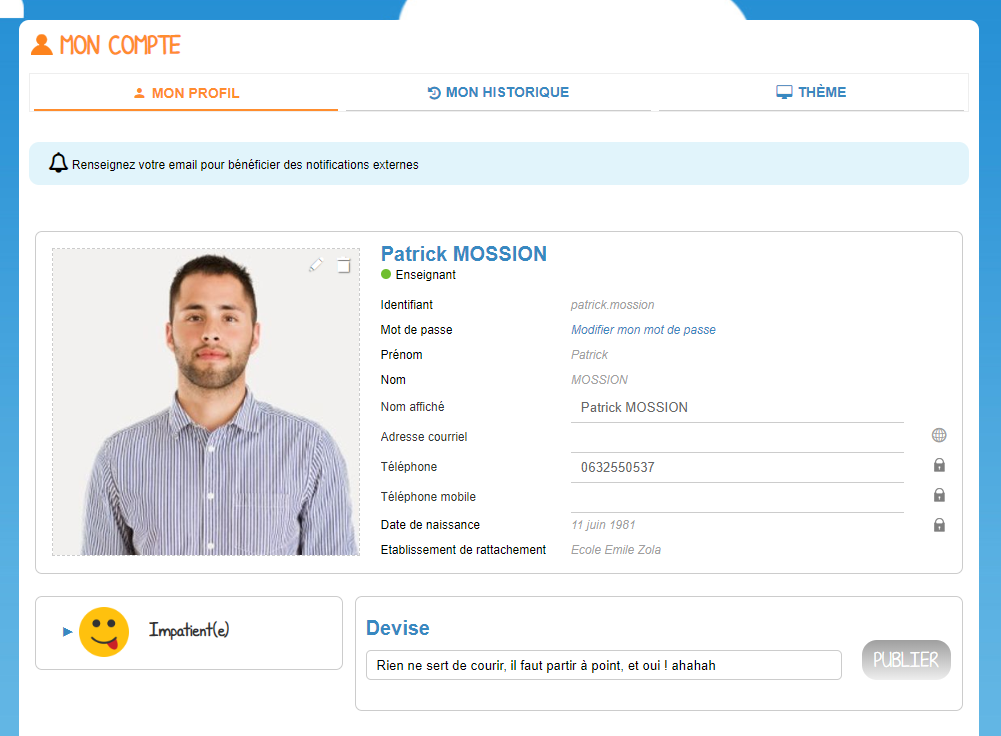 MON COMPTE
MON PROFIL
MON HISTORIQUE
THÈME
Renseignez votre email pour bénéficier des notifications externes
Patrick MOSSION
Enseignant
Identifiant patrick.mossion
Mot de passe Modifier mon mot de passe
Prénom Patrick
Nom MOSSION
Nom affiché Patrick MOSSION
Adresse courriel
Téléphone 0632550537
Téléphone mobile
Date de naissance 11 juin 1981
Etablissement de rattachement Ecole Emile Zola
Impatient(e)
Devise
Rien ne sert de courir, il faut partir à point, et oui ! ahahah
PUBLIER